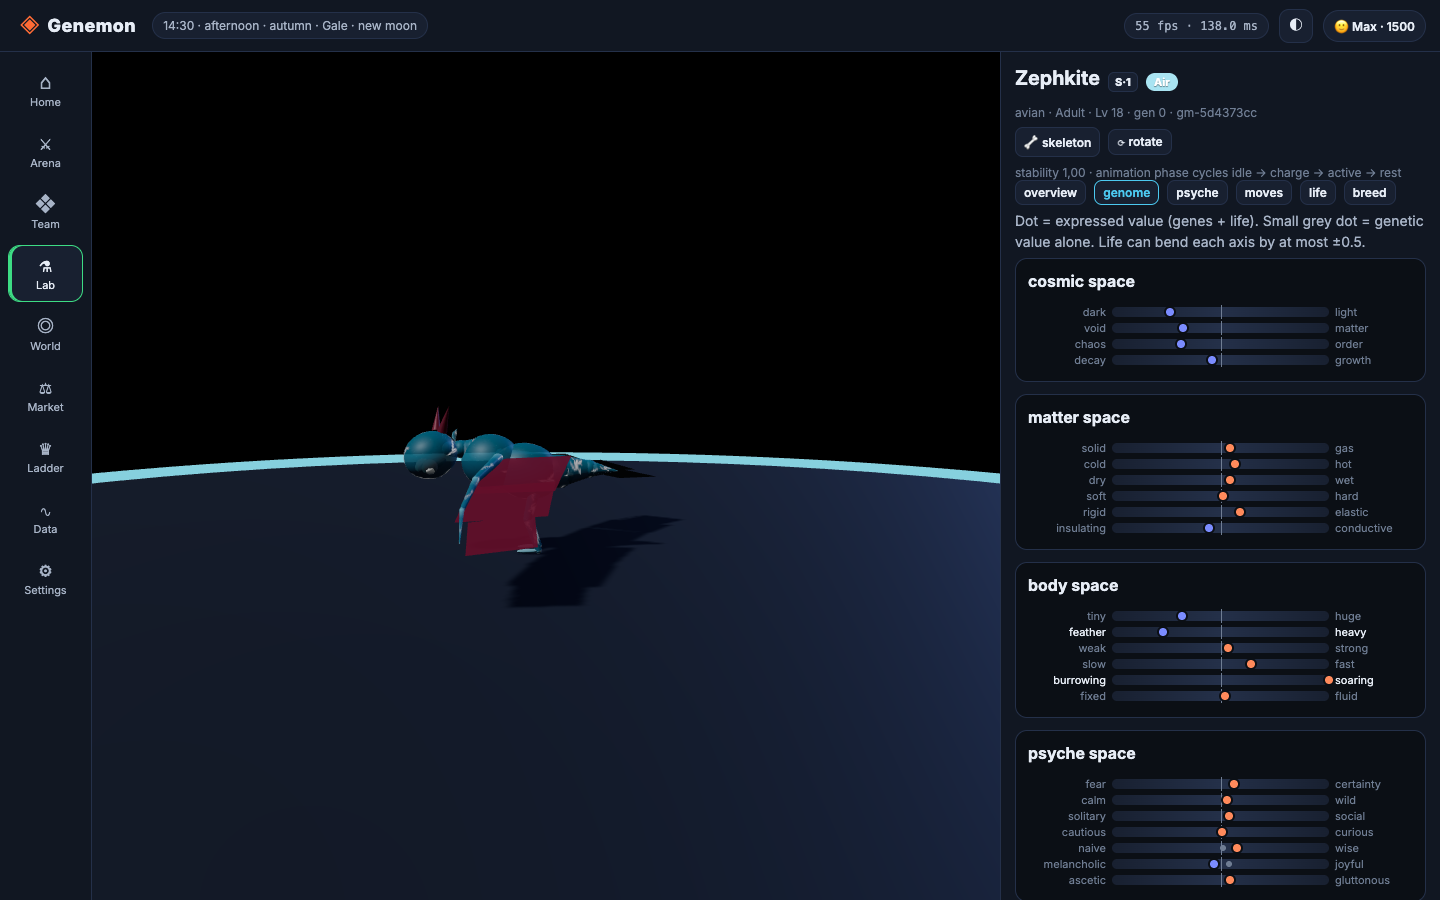 Genemon
14:30 · afternoon · autumn · Gale · new moon
55 fps · 138.0 ms
Max · 1500
Home
Arena
Team
Lab
World
Market
Ladder
Data
Settings
Zephkite
S·1
Air
avian · Adult · Lv 18 · gen 0 · gm-5d4373cc
skeleton
rotate
stability 1,00 · animation phase cycles idle → charge → active → rest
overview
genome
psyche
moves
life
breed
Dot = expressed value (genes + life). Small grey dot = genetic
value alone. Life can bend each axis by at most ±0.5.
cosmic space
dark light
void matter
chaos order
decay growth
matter space
solid gas
cold hot
dry wet
soft hard
rigid elastic
insulating conductive
body space
tiny huge
feather heavy
weak strong
slow fast
burrowing soaring
fixed fluid
psyche space
fear certainty
calm wild
solitary social
cautious curious
naive wise
melancholic joyful
ascetic gluttonous